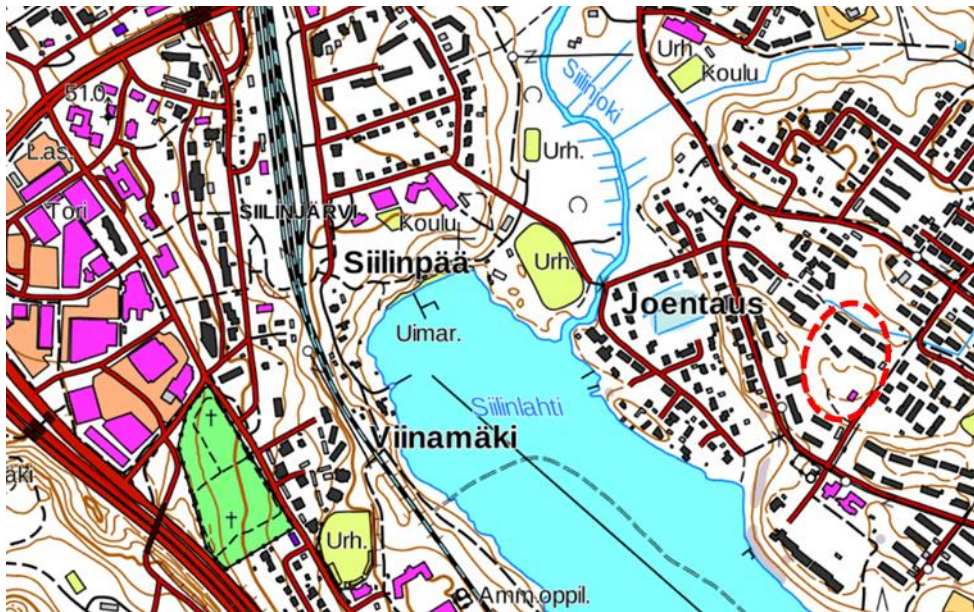 Urh.
Koulu
Siilinjoki
51.0
L.as.
Urh.
Tori
SIILINJÄRVI
Koulu
Siilinpää
Urh.
Joentaus
Uimar.
Siilinlahti
Viinamäki
äki
Urh.
Amm.oppil.